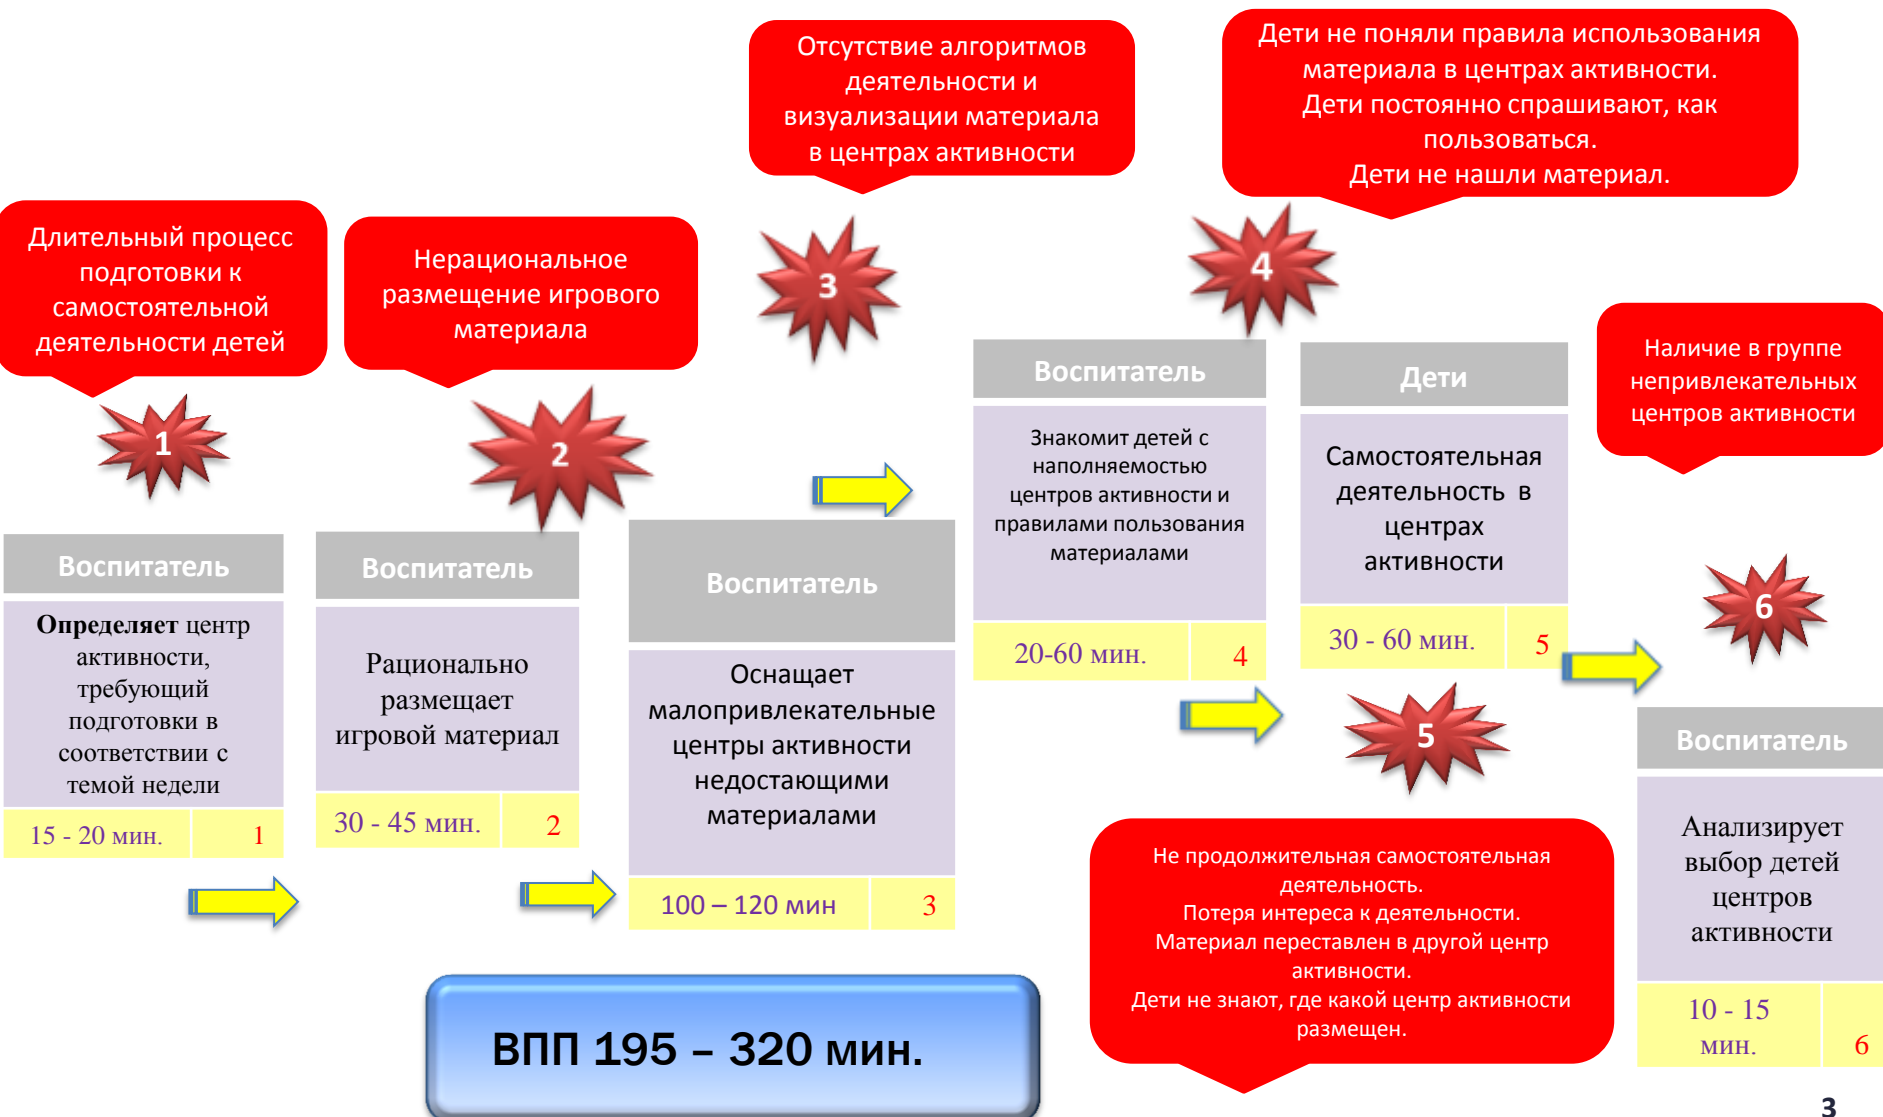 Отсутствие алгоритмов
деятельности и
визуализации материала
в центрах активности
Дети не поняли правила использования
материала в центрах активности.
Дети постоянно спрашивают, как
пользоваться.
Дети не нашли материал.
Длительный процесс
подготовки к
самостоятельной
деятельности детей
Нерациональное
размещение игрового
материала
3
4
Наличие в группе
непривлекательных
центров активности
1
2
6
Воспитатель
Определяет центр
активности,
требующий
подготовки в
соответствии с
темой недели
15 - 20 мин. 1
Воспитатель
Рационально
размещает
игровой материал
30 - 45 мин. 2
Воспитатель
Оснащает
малопривлекательные
центры активности
недостающими
материалами
100 – 120 мин 3
Воспитатель
Знакомит детей с
наполняемостью
центров активности и
правилами пользования
материалами
20-60 мин. 4
Дети
Самостоятельная
деятельность в
центрах
активности
30 - 60 мин. 5
5
Воспитатель
Анализирует
выбор детей
центров
активности
10 - 15
мин. 6
Не продолжительная самостоятельная
деятельность.
Потеря интереса к деятельности.
Материал переставлен в другой центр
активности.
Дети не знают, где какой центр активности
размещен.
ВПП 195 – 320 мин.
3